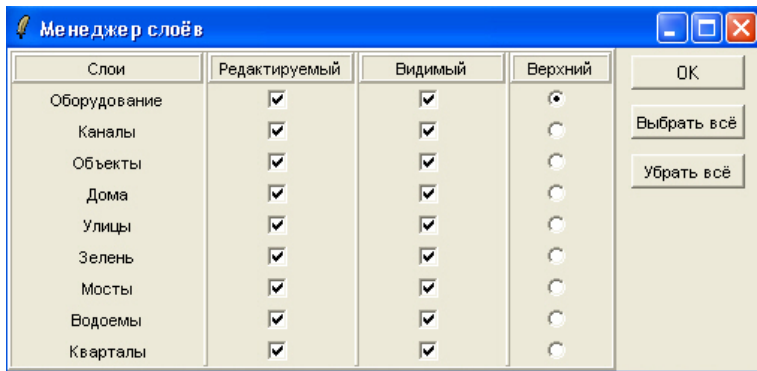 Менеджер слоёв
Слои Редактируемый Видимый Верхний OK
Оборудование
Каналы Выбрать всё
Объекты Убрать всё
Дома
Улицы
Зелень
Мосты
Водоемы
Кварталы